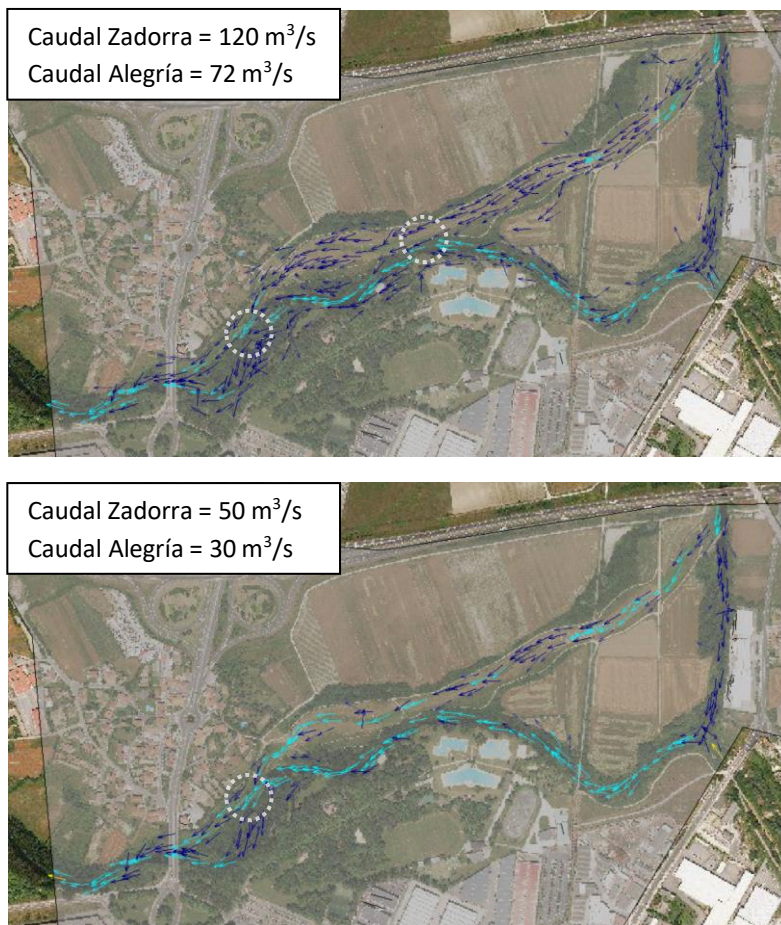 Caudal Zadorra = 120 m³/s
Caudal Alegría = 72 m³/s
Caudal Zadorra = 50 m³/s
Caudal Alegría = 30 m³/s